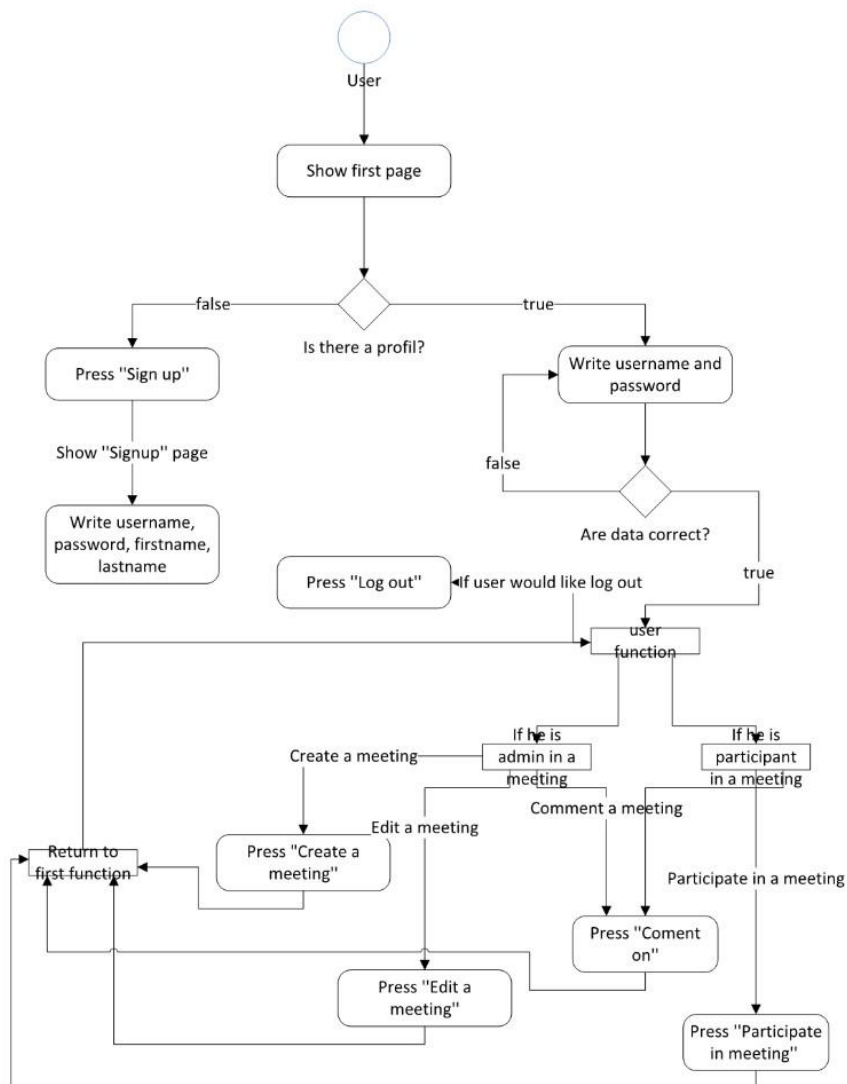 User
Show first page
false
true
Is there a profil?
Press "Sign up"
Write username and
password
Show "Signup" page
false
Write username,
password, firstname,
lastname
Are data correct?
true
Press "Log out"
If user would like log out
user
function
If he is
admin in a
meeting
If he is
participant
in a meeting
Create a meeting
Edit a meeting
Comment a meeting
Return to
first function
Press "Create a
meeting"
Participate in a meeting
Press "Coment
on"
Press "Edit a
meeting"
Press "Participate
in meeting"